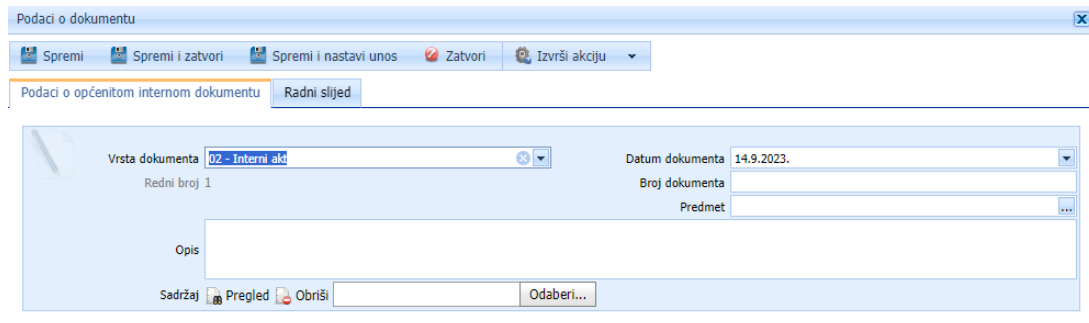 Podaci o dokumentu
Spremi Spremi i zatvori Spremi i nastavi unos Zatvori Izvrši akciju
Podaci o općenitom internom dokumentu Radni slijed
Vrsta dokumenta 02 - Interni akt Datum dokumenta 14.9.2023.
Redni broj 1 Broj dokumenta
Predmet ...
Opis
Sadržaj Pregled Obriši Odaberi...